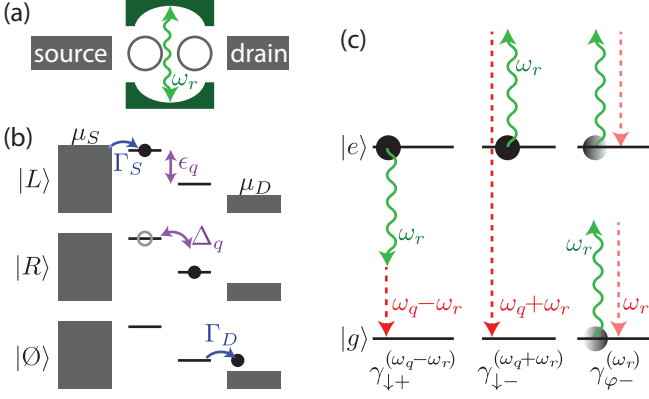 (a)
source
drain
ω_r
(b)
μ_S
Γ_S
ϵ_q
|L⟩
μ_D
Δ_q
|R⟩
Γ_D
|Ø⟩
(c)
ω_r
|e⟩
ω_r
ω_r
ω_q−ω_r
ω_q+ω_r
ω_r
|g⟩
γ_{↓+}^{(ω_q−ω_r)}
γ_{↓−}^{(ω_q+ω_r)}
γ_{φ−}^{(ω_r)}